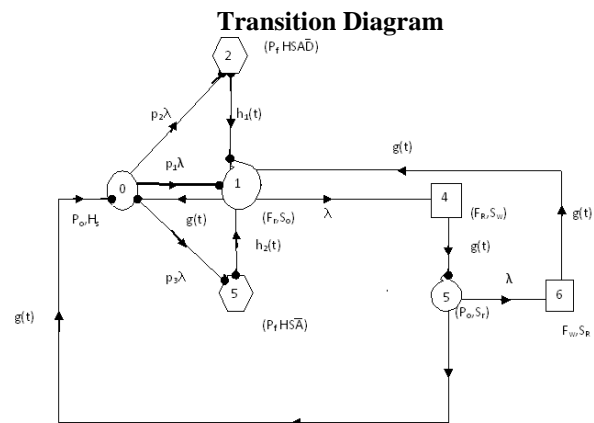 Transition Diagram
2
(P_f HSAD̅)
p₂λ
h₁(t)
g(t)
p₁λ
0
1
4
P_o,H_s
g(t)
(F_r,S_o)
λ
(F_R,S_w)
g(t)
g(t)
h₂(t)
p₃λ
5
5
λ
6
(P_o,S_r)
g(t)
(P_f HSA̅)
F_w,S_R